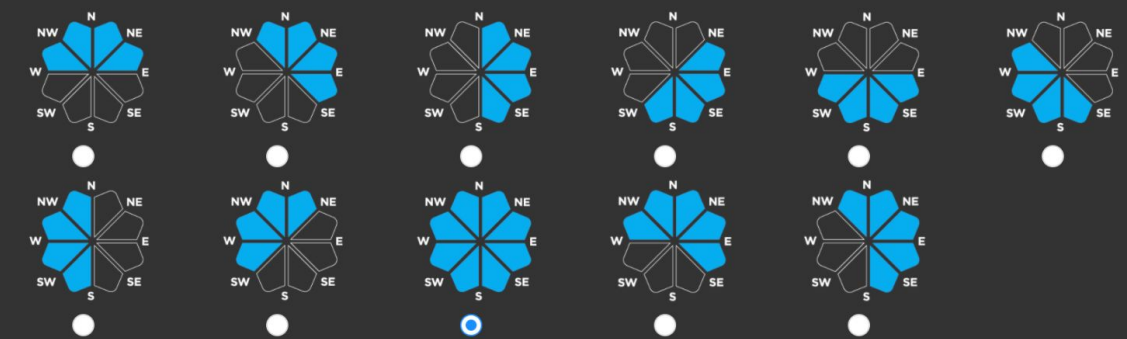 N N N N N N
NW NE NW NE NW NE NW NE NW NE NW NE
W E W E W E W E W E W E
SW SE SW SE SW SE SW SE SW SE SW SE
S S S S S S
N N N N N
NW NE NW NE NW NE NW NE NW NE
W E W E W E W E W E
SW SE SW SE SW SE SW SE SW SE
S S S S S